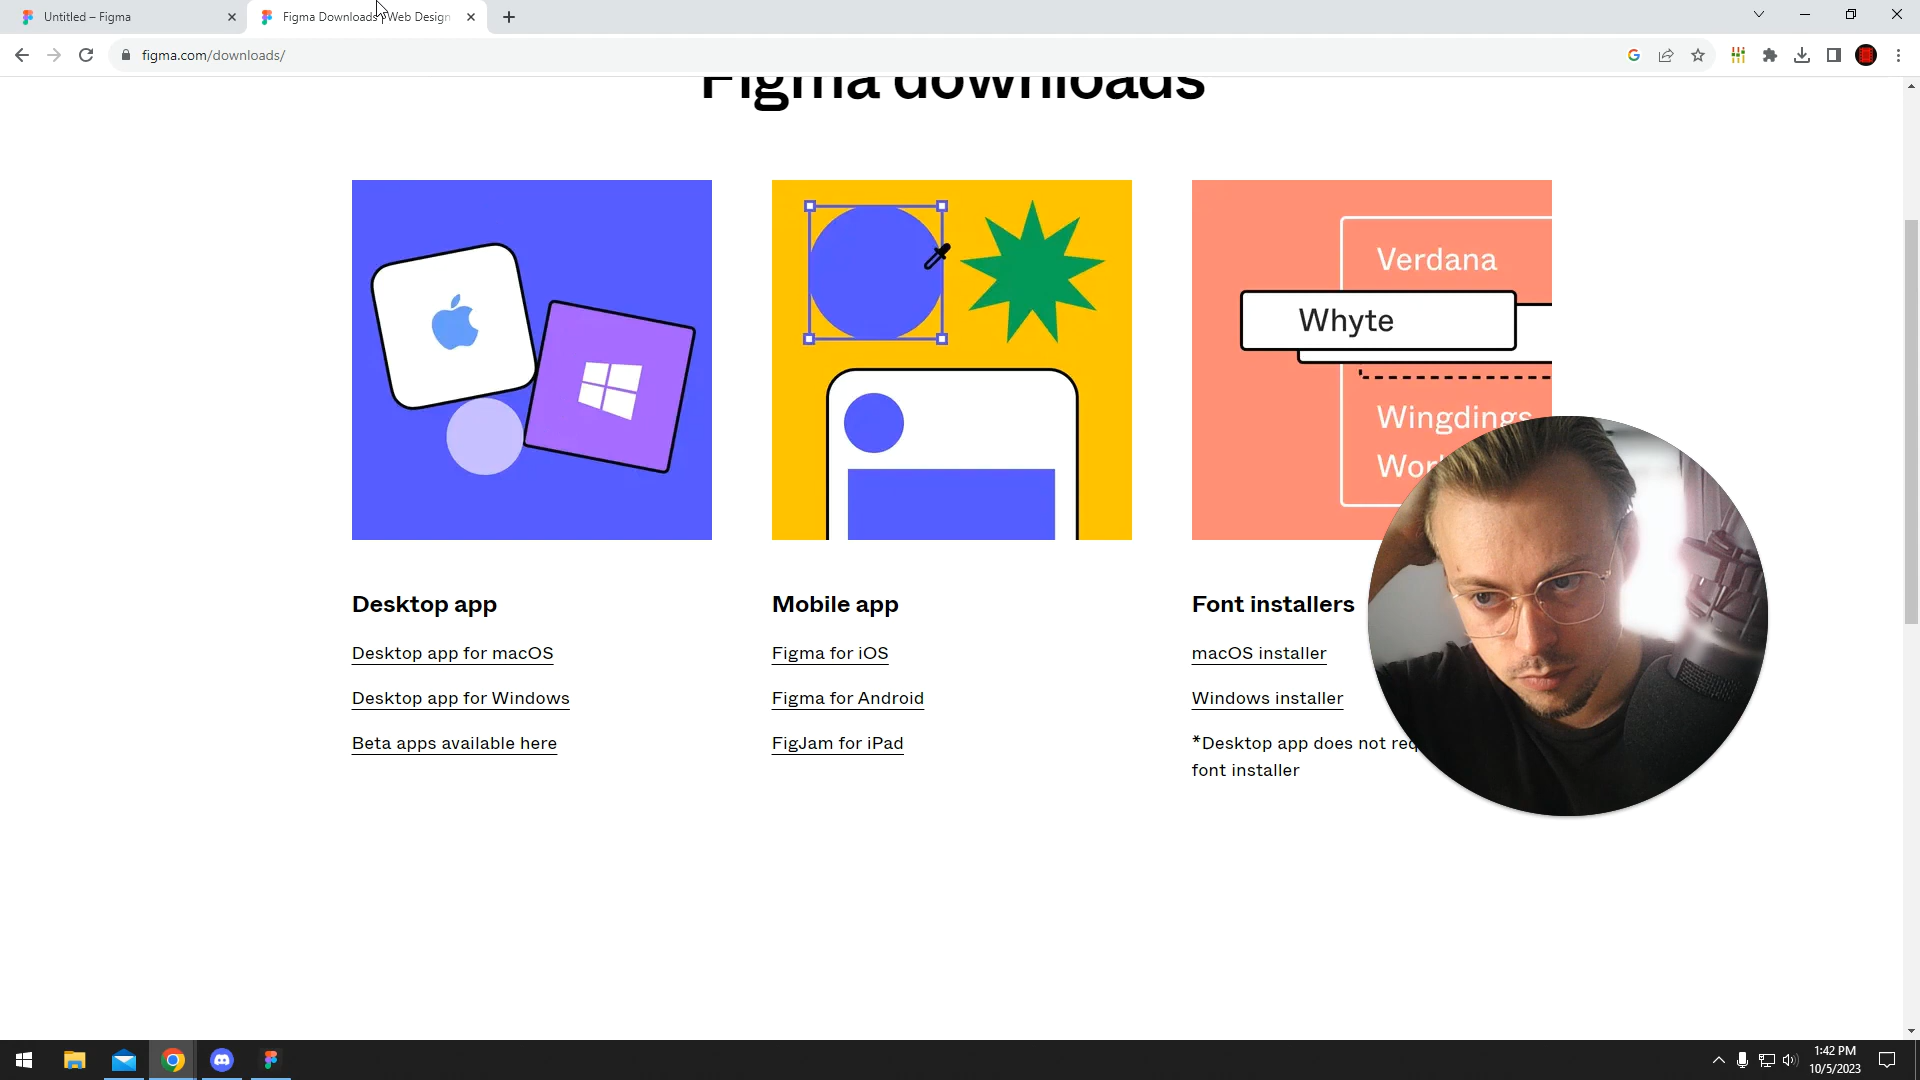 Untitled – Figma
Figma Downloads | Web Design
figma.com/downloads/
Figma downloads
Verdana
Whyte
Wingdings
Wor
Desktop app
Mobile app
Font installers
Desktop app for macOS
Figma for iOS
macOS installer
Desktop app for Windows
Figma for Android
Windows installer
Beta apps available here
FigJam for iPad
*Desktop app does not req
font installer
1:42 PM
10/5/2023